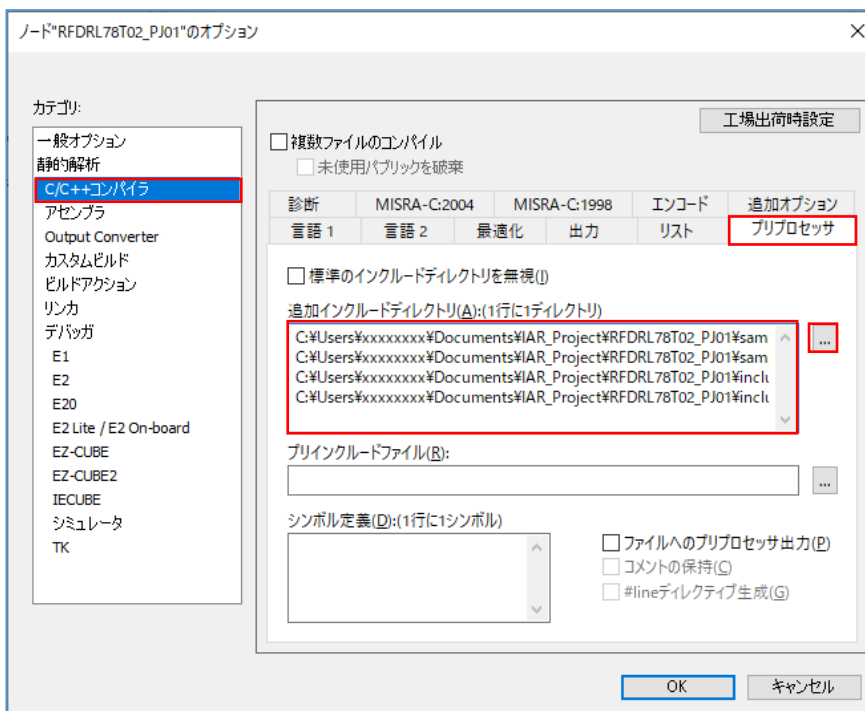 ノード"RFDRL78T02_PJ01"のオプション
カテゴリ:
一般オプション
静的解析
C/C++コンパイラ
アセンブラ
Output Converter
カスタムビルド
ビルドアクション
リンカ
デバッガ
E1
E2
E20
E2 Lite / E2 On-board
EZ-CUBE
EZ-CUBE2
IECUBE
シミュレータ
TK
工場出荷時設定
複数ファイルのコンパイル
未使用パブリックを破棄
診断 MISRA-C:2004 MISRA-C:1998 エンコード 追加オプション
言語 1 言語 2 最適化 出力 リスト プリプロセッサ
標準のインクルードディレクトリを無視(I)
追加インクルードディレクトリ(A):(1行に1ディレクトリ)
C:¥Users¥xxxxxxxx¥Documents¥IAR_Project¥RFDRL78T02_PJ01¥sam
C:¥Users¥xxxxxxxx¥Documents¥IAR_Project¥RFDRL78T02_PJ01¥sam
C:¥Users¥xxxxxxxx¥Documents¥IAR_Project¥RFDRL78T02_PJ01¥inclu
C:¥Users¥xxxxxxxx¥Documents¥IAR_Project¥RFDRL78T02_PJ01¥inclu
...
プリインクルードファイル(R):
...
シンボル定義(D):(1行に1シンボル)
ファイルへのプリプロセッサ出力(P)
コメントの保持(C)
#lineディレクティブ生成(G)
OK キャンセル